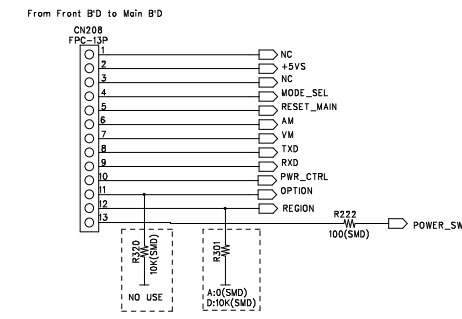 From Front B'D to Main B'D
CN208
FPC-13P
1 NC
2 +5VS
3 NC
4 MODE_SEL
5 RESET_MAIN
6 AM
7 VM
8 TXD
9 RXD
10 PWR_CTRL
11 OPTION
12 REGION
13
R222
100(SMD)
POWER_SW
R320
10K(SMD)
NO USE
R301
A:0(SMD)
D:10K(SMD)